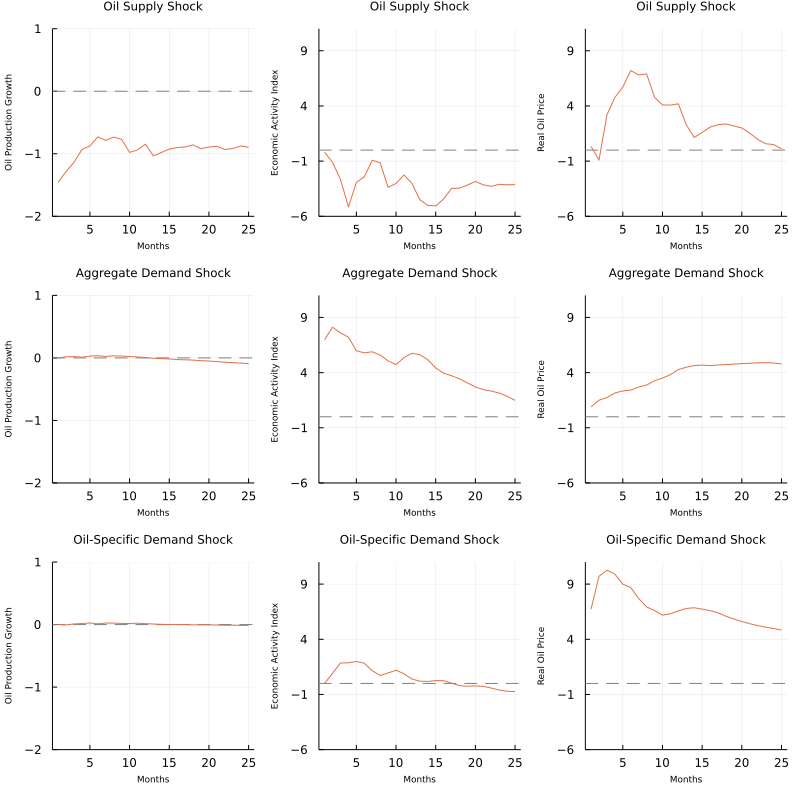 Oil Supply Shock
Oil Supply Shock
Oil Supply Shock
1
0
−1
−2
Oil Production Growth
5 10 15 20 25
Months
9
4
−1
−6
Economic Activity Index
5 10 15 20 25
Months
9
4
−1
−6
Real Oil Price
5 10 15 20 25
Months
Aggregate Demand Shock
Aggregate Demand Shock
Aggregate Demand Shock
1
0
−1
−2
Oil Production Growth
5 10 15 20 25
Months
9
4
−1
−6
Economic Activity Index
5 10 15 20 25
Months
9
4
−1
−6
Real Oil Price
5 10 15 20 25
Months
Oil-Specific Demand Shock
Oil-Specific Demand Shock
Oil-Specific Demand Shock
1
0
−1
−2
Oil Production Growth
5 10 15 20 25
Months
9
4
−1
−6
Economic Activity Index
5 10 15 20 25
Months
9
4
−1
−6
Real Oil Price
5 10 15 20 25
Months